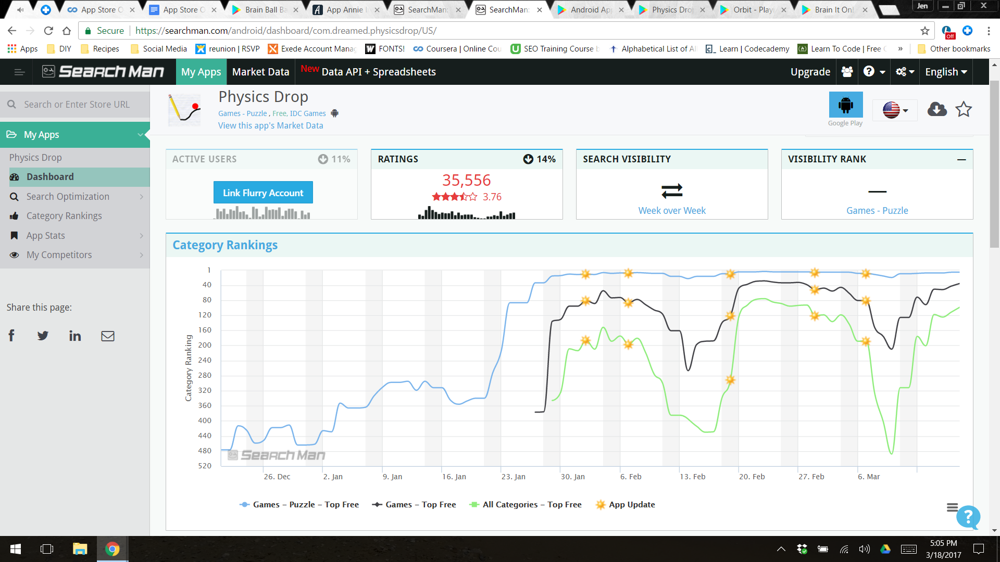 App Store O
App Store O
Brain Ball Ba
App Annie I
SearchMan:
SearchMan:
Android Ap
Physics Dro
Orbit - Playi
Brain It On!
Jen
Secure https://searchman.com/android/dashboard/com.dreamed.physicsdrop/US/
Off
Apps DIY Recipes Social Media reunion | RSVP Exede Account Manag FONTS! Coursera | Online Cou SEO Training Course b Alphabetical List of Al Learn | Codecademy Learn To Code | Free C » Other bookmarks
SearchMan My Apps Market Data New Data API + Spreadsheets Upgrade English
Search or Enter Store URL
My Apps
Physics Drop
Dashboard
Search Optimization
Category Rankings
App Stats
My Competitors
Share this page:
Physics Drop
Games - Puzzle , Free, IDC Games
View this app's Market Data
Google Play
ACTIVE USERS 11%
Link Flurry Account
RATINGS 14%
35,556
3.76
SEARCH VISIBILITY
Week over Week
VISIBILITY RANK
Games - Puzzle
Category Rankings
Category Ranking
1
40
80
120
160
200
240
280
320
360
400
440
480
520
SearchMan
26. Dec 2. Jan 9. Jan 16. Jan 23. Jan 30. Jan 6. Feb 13. Feb 20. Feb 27. Feb 6. Mar
Games - Puzzle - Top Free Games - Top Free All Categories - Top Free App Update
?
5:05 PM
3/18/2017